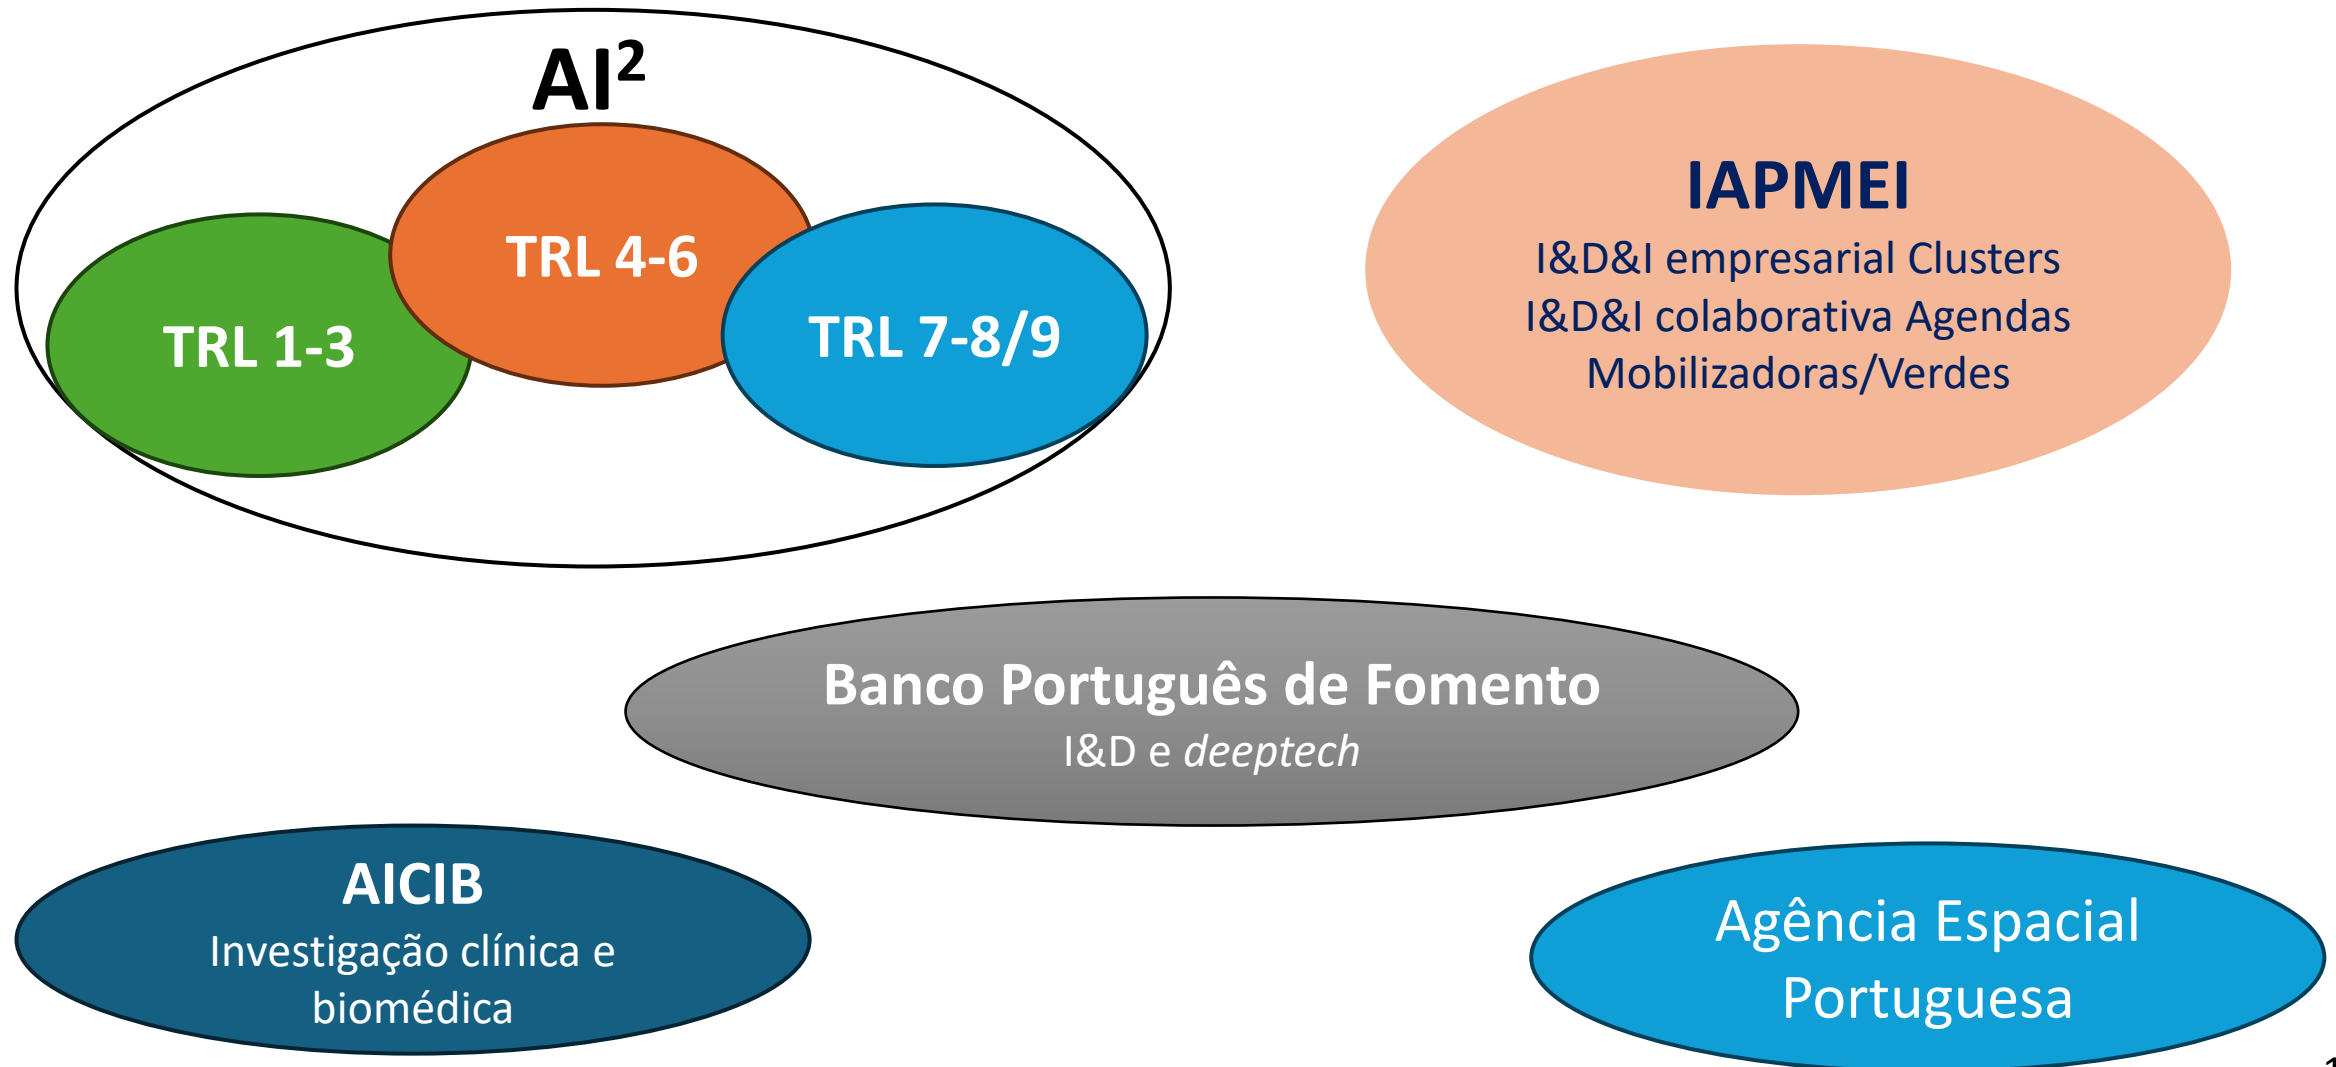 AI²
TRL 1-3
TRL 4-6
TRL 7-8/9
IAPMEI
I&D&I empresarial Clusters
I&D&I colaborativa Agendas
Mobilizadoras/Verdes
Banco Português de Fomento
I&D e deeptech
AICIB
Investigação clínica e
biomédica
Agência Espacial
Portuguesa